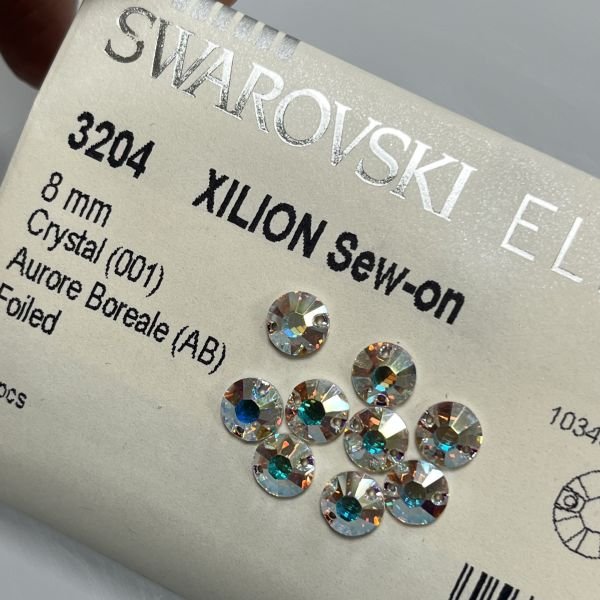 SWAROVSKI EL
3204 XILION Sew-on
8 mm
Crystal (001)
Aurore Boreale (AB)
Foiled
pcs
1034